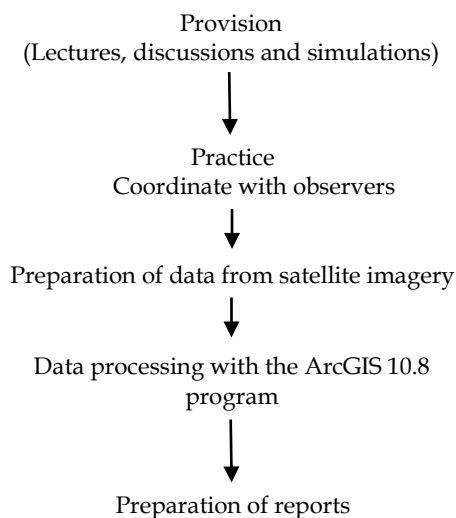 Provision
(Lectures, discussions and simulations)
Practice
Coordinate with observers
Preparation of data from satellite imagery
Data processing with the ArcGIS 10.8
program
Preparation of reports